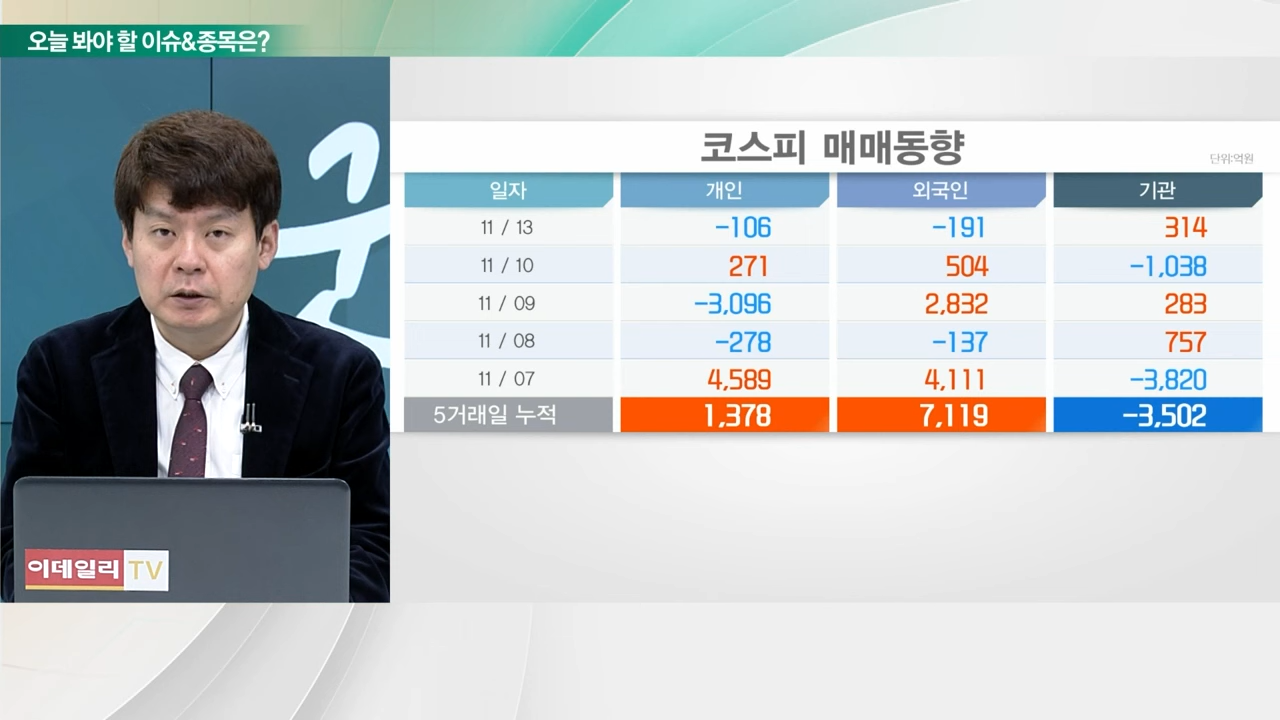 오늘 봐야 할 이슈&종목은?
코스피 매매동향
단위:억원
일자 개인 외국인 기관
11 / 13 -106 -191 314
11 / 10 271 504 -1,038
11 / 09 -3,096 2,832 283
11 / 08 -278 -137 757
11 / 07 4,589 4,111 -3,820
5거래일 누적 1,378 7,119 -3,502
이데일리 TV